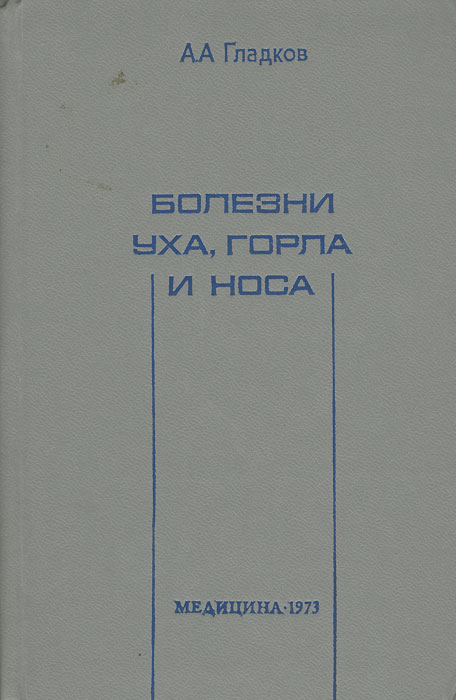 А.А Гладков
БОЛЕЗНИ
УХА, ГОРЛА
И НОСА
МЕДИЦИНА·1973